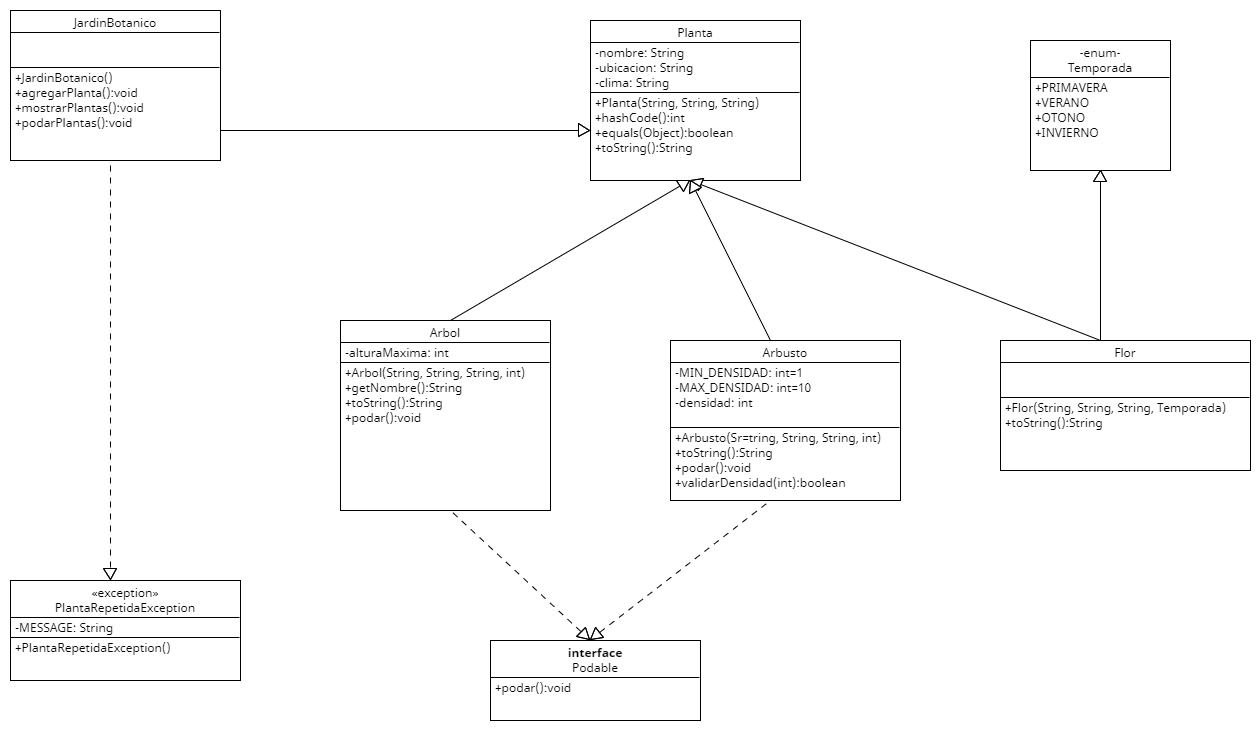 JardinBotanico
+JardinBotanico()
+agregarPlanta():void
+mostrarPlantas():void
+podarPlantas():void
Planta
-nombre: String
-ubicacion: String
-clima: String
+Planta(String, String, String)
+hashCode():int
+equals(Object):boolean
+toString():String
-enum-
Temporada
+PRIMAVERA
+VERANO
+OTONO
+INVIERNO
Arbol
-alturaMaxima: int
+Arbol(String, String, String, int)
+getNombre():String
+toString():String
+podar():void
Arbusto
-MIN_DENSIDAD: int=1
-MAX_DENSIDAD: int=10
-densidad: int
+Arbusto(Sr=tring, String, String, int)
+toString():String
+podar():void
+validarDensidad(int):boolean
Flor
+Flor(String, String, String, Temporada)
+toString():String
«exception»
PlantaRepetidaException
-MESSAGE: String
+PlantaRepetidaException()
interface
Podable
+podar():void